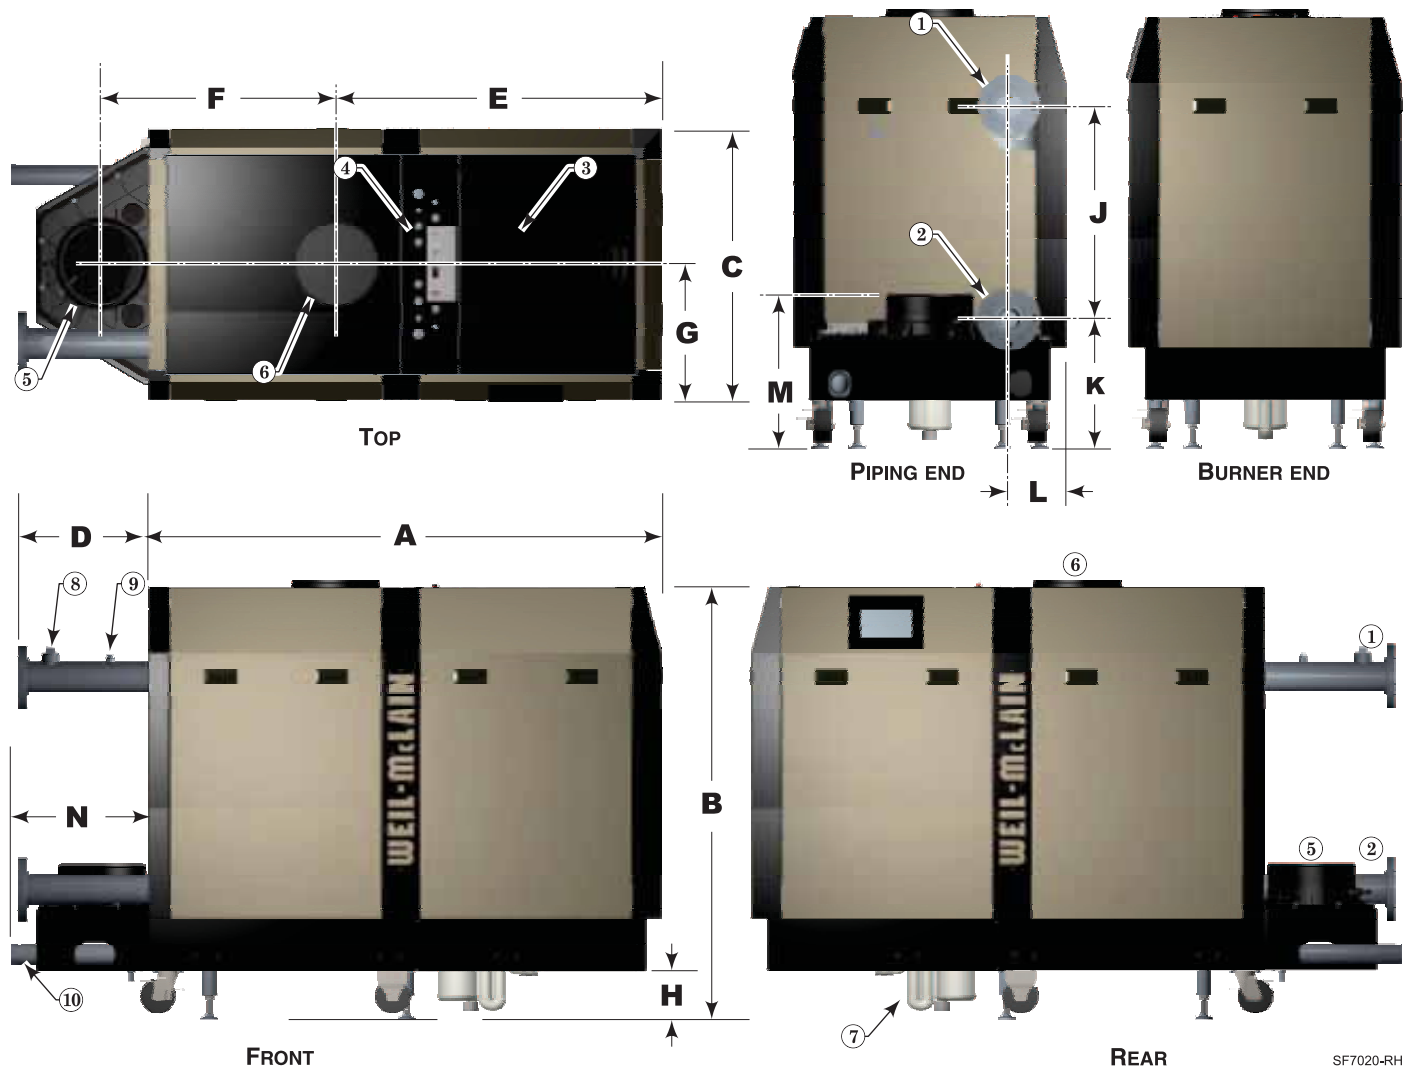 1
F
E
4
3
C
J
2
G
M
K
5
6
TOP
PIPING END
L
BURNER END
D
A
8
9
6
1
WEIL-McLAIN
WEIL-McLAIN
B
N
5
2
H
10
7
FRONT
REAR
SF7020-RH